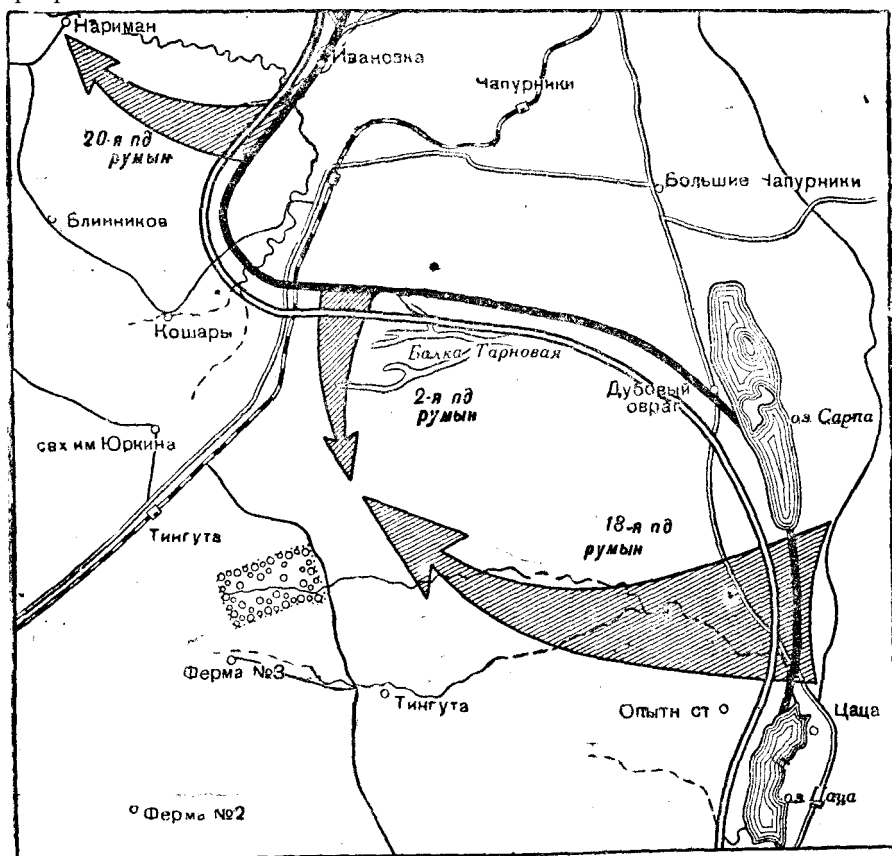 Нариман
Ивановка
Чапурники
20-я пд
румын
Большие Чапурники
Блинников
Кошары
Балка Тарновая
Дубовый
овраг
2-я пд
румын
оз. Сарпа
свх им Юркина
18-я пд
румын
Тингута
Ферма №3
Тингута
Опытн ст
Цаца
оз. Цаца
Ферма №2